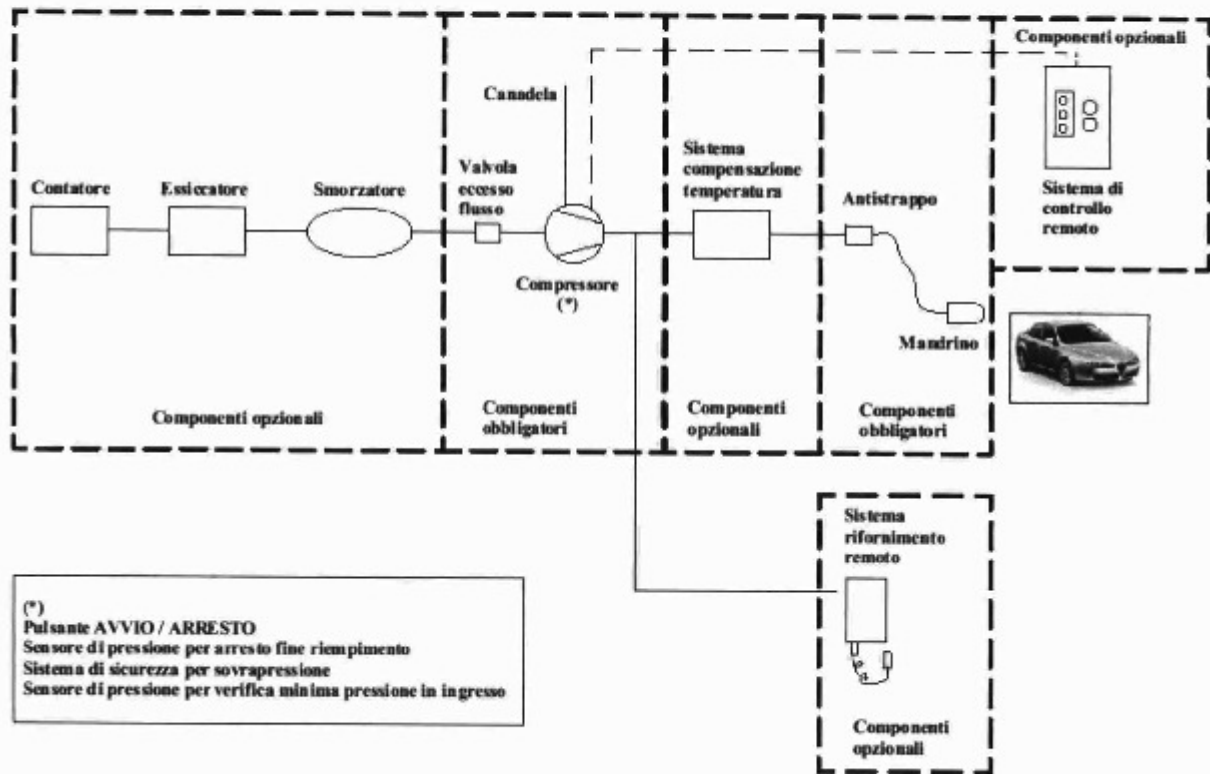 Componenti opzionali
Canadela
Sistema
compensazione
temperatura
Valvola
eccesso
flusso
Contatore
Essiccatore
Smorzatore
Antistrappo
Sistema di
controllo
remoto
Compressore
(*)
Mandrino
Componenti opzionali
Componenti
obbligatori
Componenti
opzionali
Componenti
obbligatori
Sistema
rifornimento
remoto
Componenti
opzionali
(*)
Pulsante AVVIO / ARRESTO
Sensore di pressione per arresto fine riempimento
Sistema di sicurezza per sovrapressione
Sensore di pressione per verifica minima pressione in ingresso